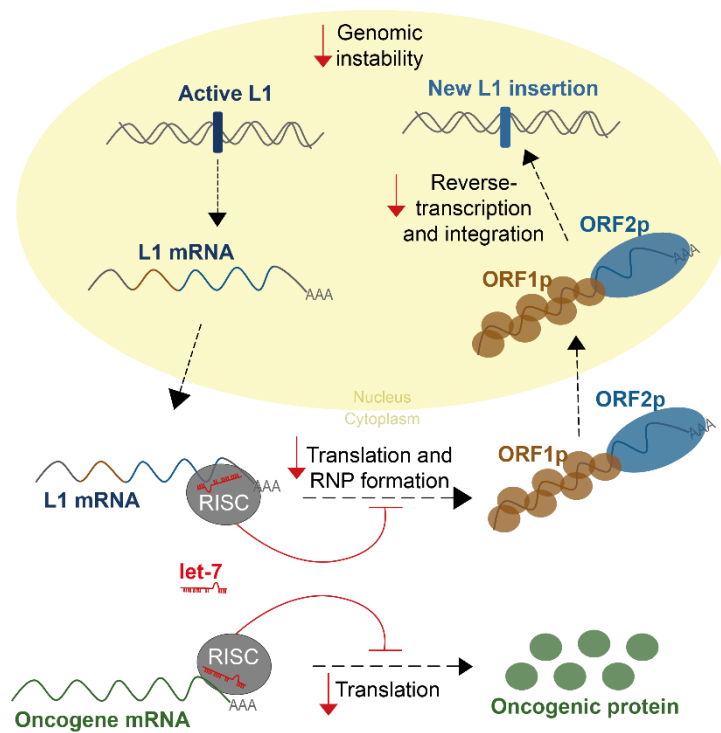 Genomic
instability
Active L1
New L1 insertion
Reverse-
transcription
and integration
L1 mRNA
AAA
ORF2p
AAA
ORF1p
Nucleus
Cytoplasm
ORF2p
AAA
ORF1p
Translation and
RNP formation
AAA
RISC
L1 mRNA
let-7
RISC
AAA
Oncogene mRNA
Translation
Oncogenic protein